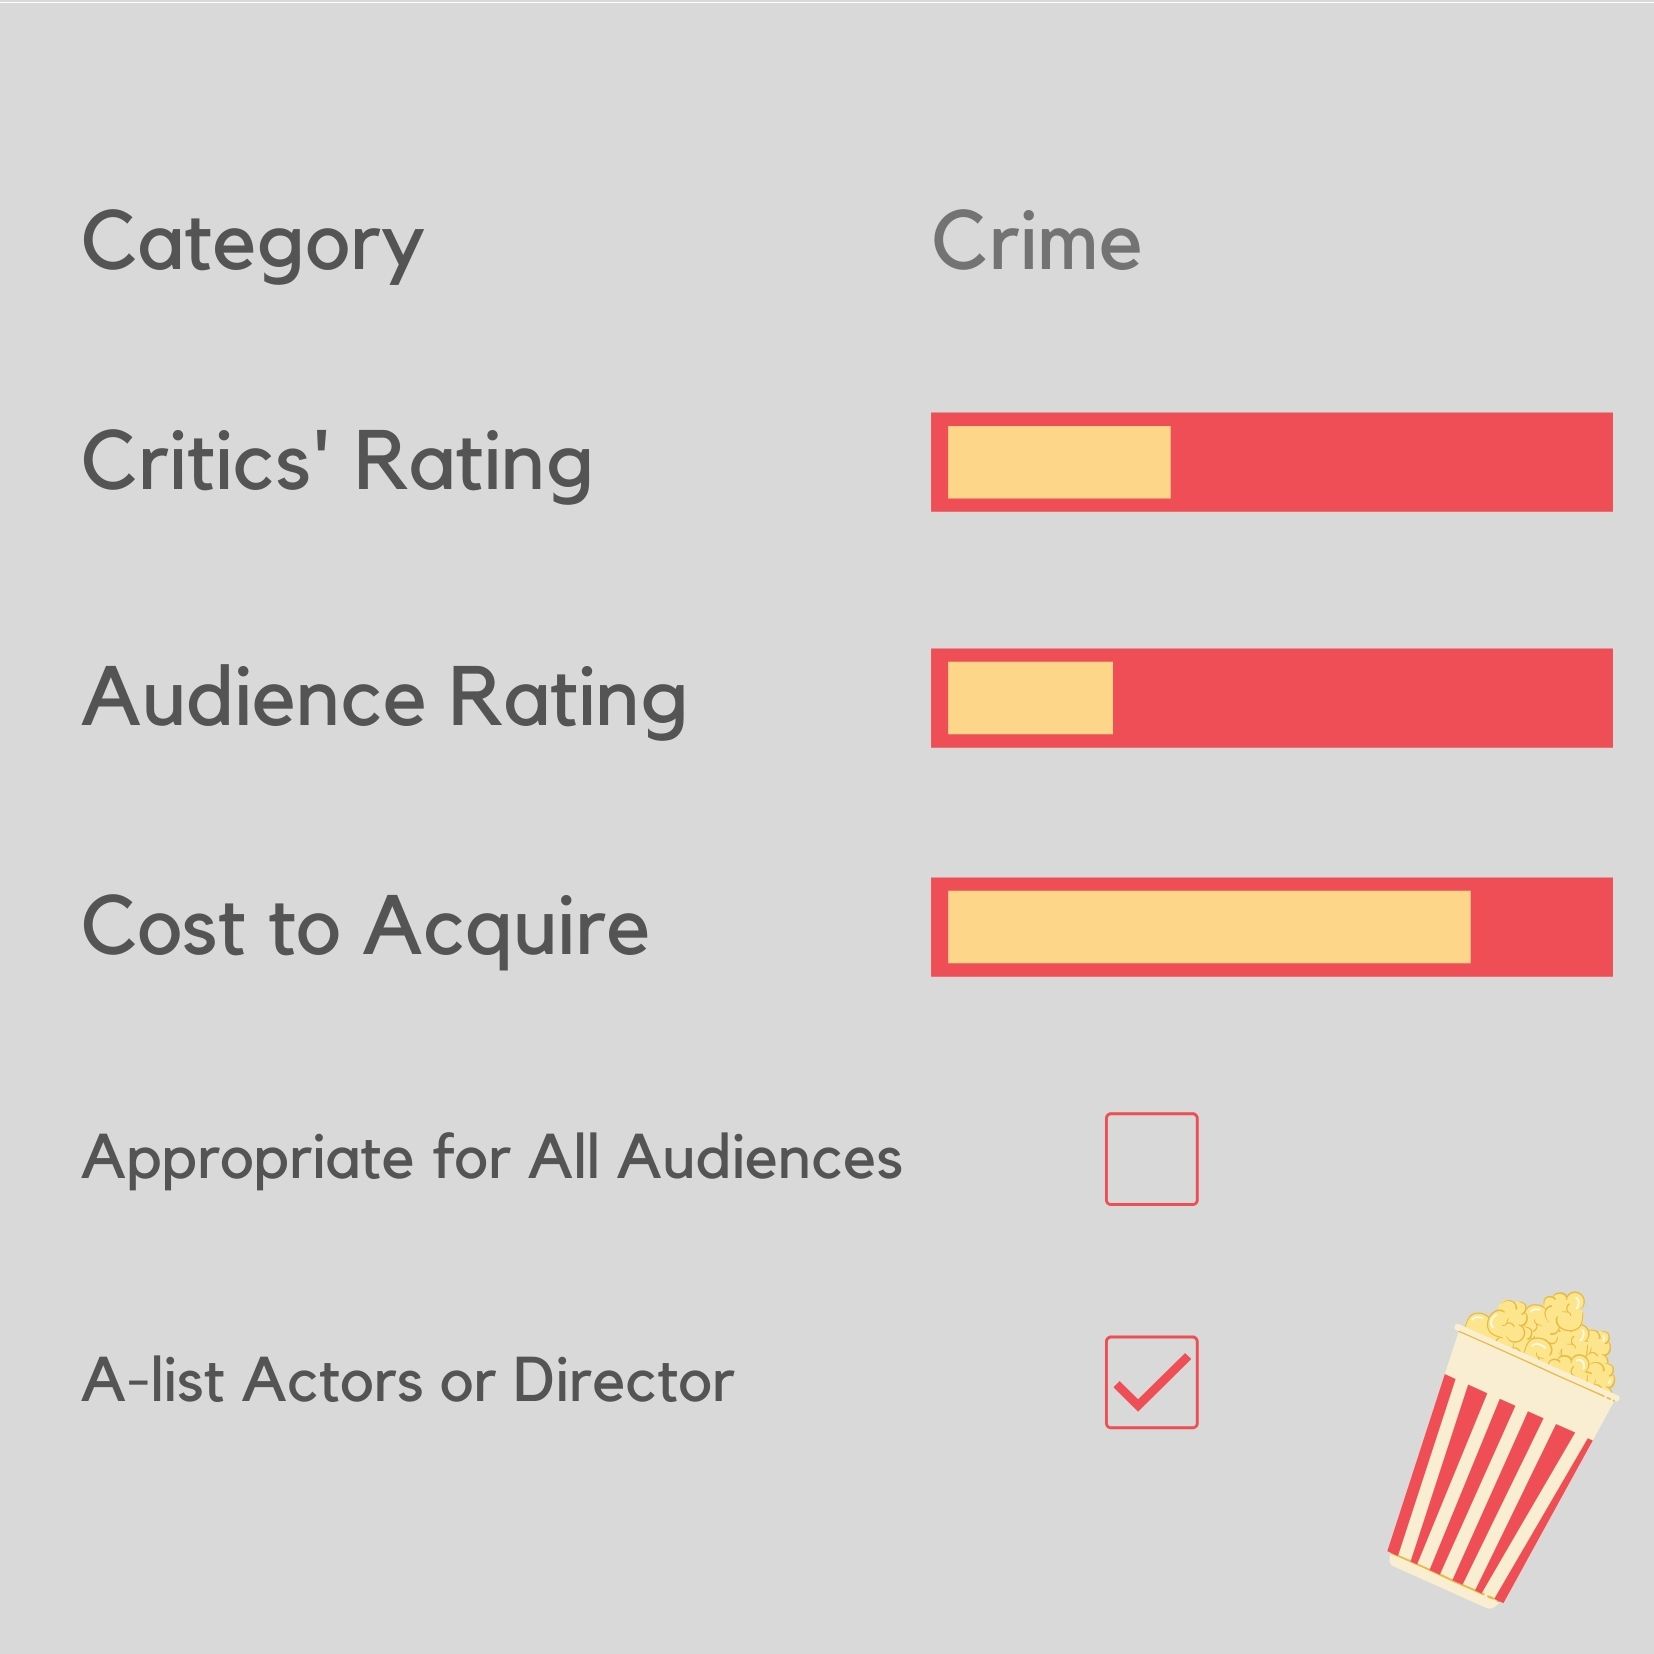 Category Crime
Critics' Rating
Audience Rating
Cost to Acquire
Appropriate for All Audiences
A-list Actors or Director